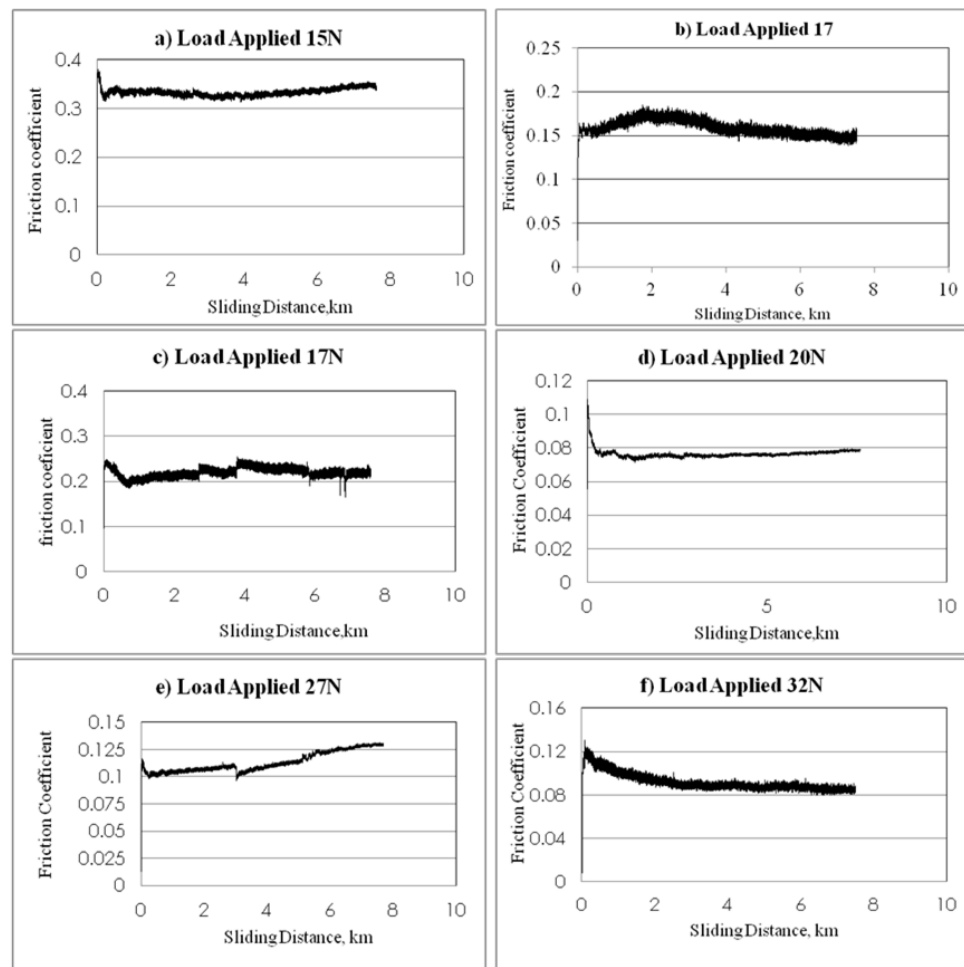 a) Load Applied 15N
0.4
0.3
0.2
0.1
0
Friction coefficient
0 2 4 6 8 10
Sliding Distance,km
b) Load Applied 17
0.25
0.2
0.15
0.1
0.05
0
Friction coefficient
0 2 4 6 8 10
Sliding Distance, km
c) Load Applied 17N
0.4
0.3
0.2
0.1
0
friction coeficient
0 2 4 6 8 10
Sliding Distance,km
d) Load Applied 20N
0.12
0.1
0.08
0.06
0.04
0.02
0
Friction Coefficient
0 5 10
Sliding Distance,km
e) Load Applied 27N
0.15
0.125
0.1
0.075
0.05
0.025
0
Friction Coefficient
0 2 4 6 8 10
Sliding Distance, km
f) Load Applied 32N
0.16
0.12
0.08
0.04
0
Friction Coefficient
0 2 4 6 8 10
Sliding Distance, km